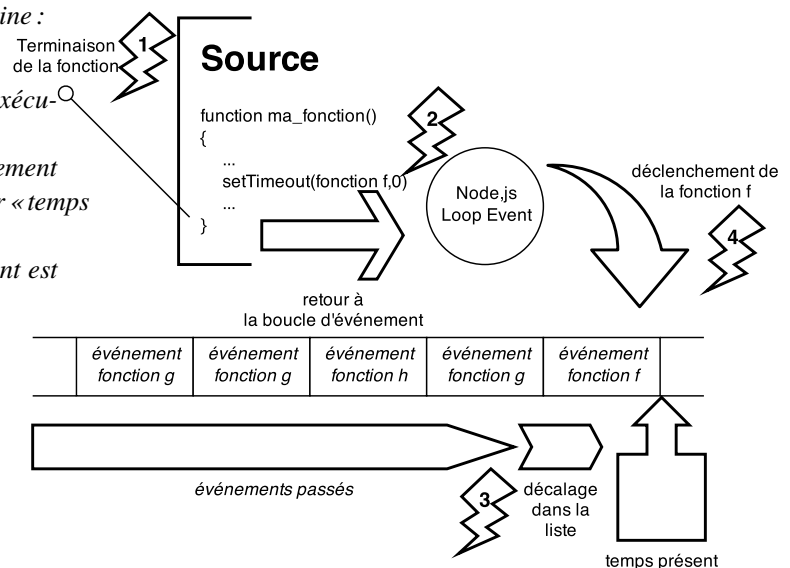 ine :
Terminaison
de la fonction
1
xécu-
ement
r « temps
nt est
Source
function ma_fonction()
{
...
setTimeout(fonction f,0)
...
}
2
Node,js
Loop Event
déclenchement de
la fonction f
4
retour à
la boucle d'événement
événement
fonction g
événement
fonction g
événement
fonction h
événement
fonction g
événement
fonction f
événements passés
3
décalage
dans la
liste
temps présent